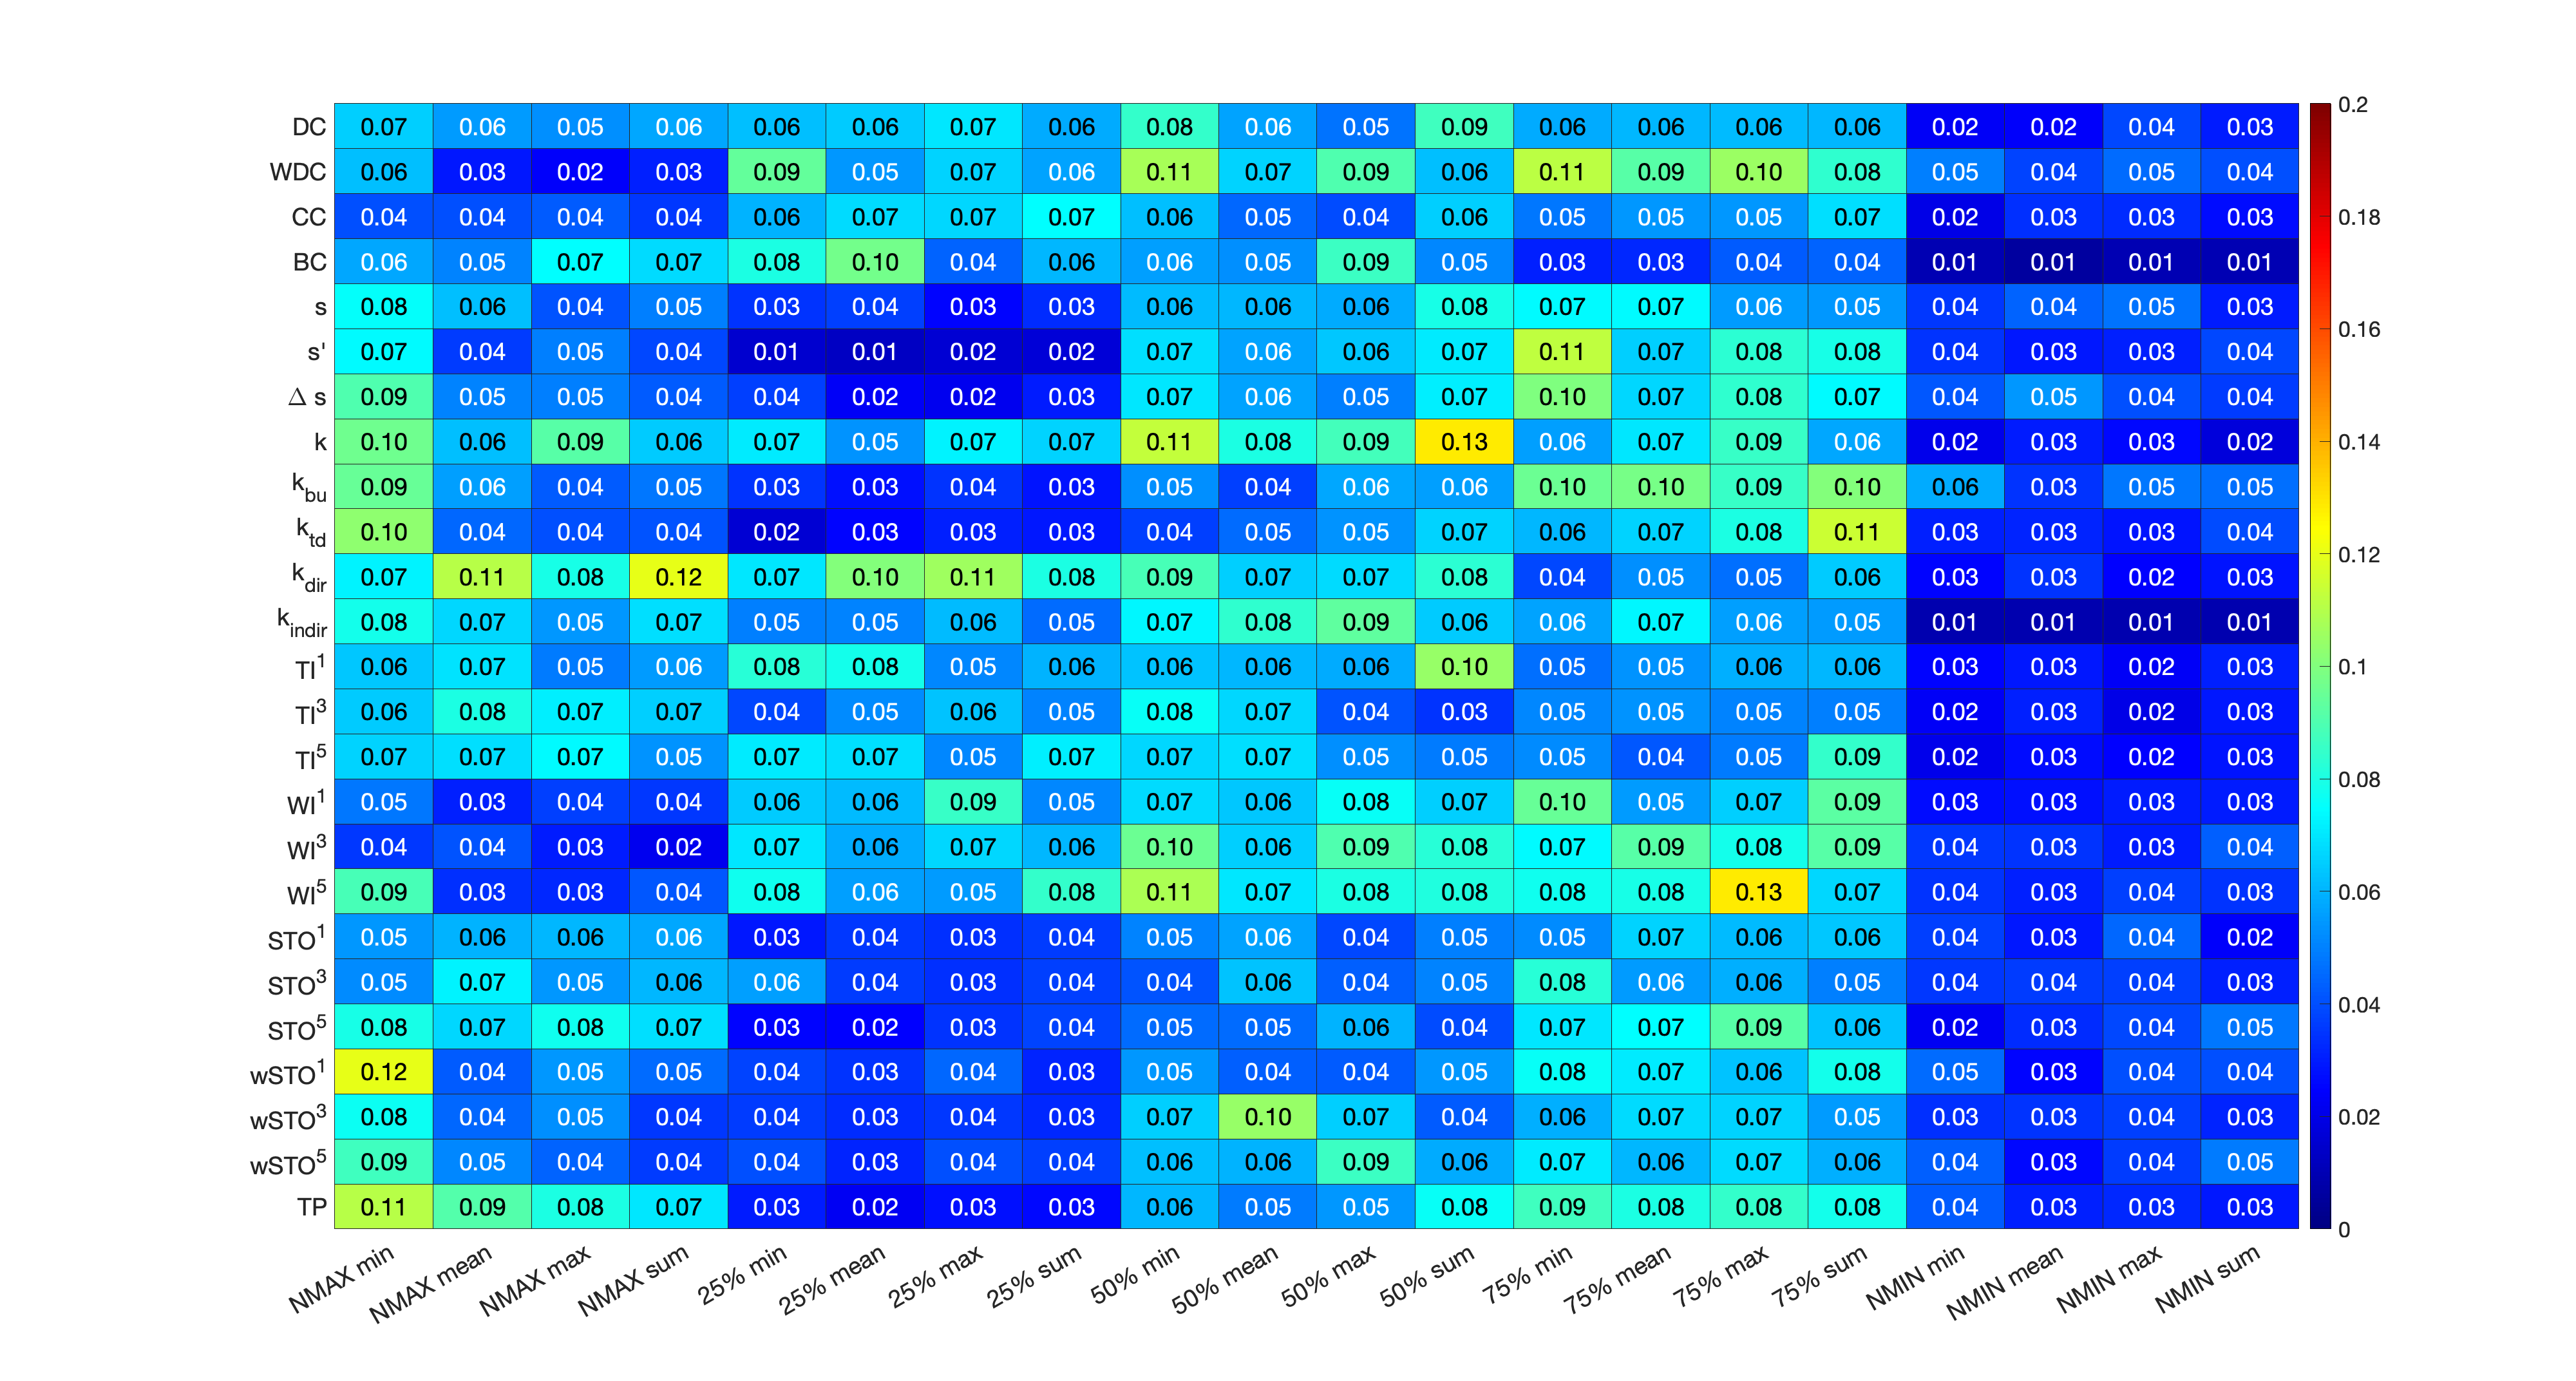 DC 0.07 0.06 0.05 0.06 0.06 0.06 0.07 0.06 0.08 0.06 0.05 0.09 0.06 0.06 0.06 0.06 0.02 0.02 0.04 0.03
WDC 0.06 0.03 0.02 0.03 0.09 0.05 0.07 0.06 0.11 0.07 0.09 0.06 0.11 0.09 0.10 0.08 0.05 0.04 0.05 0.04
CC 0.04 0.04 0.04 0.04 0.06 0.07 0.07 0.07 0.06 0.05 0.04 0.06 0.05 0.05 0.05 0.07 0.02 0.03 0.03 0.03
BC 0.06 0.05 0.07 0.07 0.08 0.10 0.04 0.06 0.06 0.05 0.09 0.05 0.03 0.03 0.04 0.04 0.01 0.01 0.01 0.01
s 0.08 0.06 0.04 0.05 0.03 0.04 0.03 0.03 0.06 0.06 0.06 0.08 0.07 0.07 0.06 0.05 0.04 0.04 0.05 0.03
s' 0.07 0.04 0.05 0.04 0.01 0.01 0.02 0.02 0.07 0.06 0.06 0.07 0.11 0.07 0.08 0.08 0.04 0.03 0.03 0.04
Δ s 0.09 0.05 0.05 0.04 0.04 0.02 0.02 0.03 0.07 0.06 0.05 0.07 0.10 0.07 0.08 0.07 0.04 0.05 0.04 0.04
k 0.10 0.06 0.09 0.06 0.07 0.05 0.07 0.07 0.11 0.08 0.09 0.13 0.06 0.07 0.09 0.06 0.02 0.03 0.03 0.02
k_bu 0.09 0.06 0.04 0.05 0.03 0.03 0.04 0.03 0.05 0.04 0.06 0.06 0.10 0.10 0.09 0.10 0.06 0.03 0.05 0.05
k_td 0.10 0.04 0.04 0.04 0.02 0.03 0.03 0.03 0.04 0.05 0.05 0.07 0.06 0.07 0.08 0.11 0.03 0.03 0.03 0.04
k_dir 0.07 0.11 0.08 0.12 0.07 0.10 0.11 0.08 0.09 0.07 0.07 0.08 0.04 0.05 0.05 0.06 0.03 0.03 0.02 0.03
k_indir 0.08 0.07 0.05 0.07 0.05 0.05 0.06 0.05 0.07 0.08 0.09 0.06 0.06 0.07 0.06 0.05 0.01 0.01 0.01 0.01
TI¹ 0.06 0.07 0.05 0.06 0.08 0.08 0.05 0.06 0.06 0.06 0.06 0.10 0.05 0.05 0.06 0.06 0.03 0.03 0.02 0.03
TI³ 0.06 0.08 0.07 0.07 0.04 0.05 0.06 0.05 0.08 0.07 0.04 0.03 0.05 0.05 0.05 0.05 0.02 0.03 0.02 0.03
TI⁵ 0.07 0.07 0.07 0.05 0.07 0.07 0.05 0.07 0.07 0.07 0.05 0.05 0.05 0.04 0.05 0.09 0.02 0.03 0.02 0.03
WI¹ 0.05 0.03 0.04 0.04 0.06 0.06 0.09 0.05 0.07 0.06 0.08 0.07 0.10 0.05 0.07 0.09 0.03 0.03 0.03 0.03
WI³ 0.04 0.04 0.03 0.02 0.07 0.06 0.07 0.06 0.10 0.06 0.09 0.08 0.07 0.09 0.08 0.09 0.04 0.03 0.03 0.04
WI⁵ 0.09 0.03 0.03 0.04 0.08 0.06 0.05 0.08 0.11 0.07 0.08 0.08 0.08 0.08 0.13 0.07 0.04 0.03 0.04 0.03
STO¹ 0.05 0.06 0.06 0.06 0.03 0.04 0.03 0.04 0.05 0.06 0.04 0.05 0.05 0.07 0.06 0.06 0.04 0.03 0.04 0.02
STO³ 0.05 0.07 0.05 0.06 0.06 0.04 0.03 0.04 0.04 0.06 0.04 0.05 0.08 0.06 0.06 0.05 0.04 0.04 0.04 0.03
STO⁵ 0.08 0.07 0.08 0.07 0.03 0.02 0.03 0.04 0.05 0.05 0.06 0.04 0.07 0.07 0.09 0.06 0.02 0.03 0.04 0.05
wSTO¹ 0.12 0.04 0.05 0.05 0.04 0.03 0.04 0.03 0.05 0.04 0.04 0.05 0.08 0.07 0.06 0.08 0.05 0.03 0.04 0.04
wSTO³ 0.08 0.04 0.05 0.04 0.04 0.03 0.04 0.03 0.07 0.10 0.07 0.04 0.06 0.07 0.07 0.05 0.03 0.03 0.04 0.03
wSTO⁵ 0.09 0.05 0.04 0.04 0.04 0.03 0.04 0.04 0.06 0.06 0.09 0.06 0.07 0.06 0.07 0.06 0.04 0.03 0.04 0.05
TP 0.11 0.09 0.08 0.07 0.03 0.02 0.03 0.03 0.06 0.05 0.05 0.08 0.09 0.08 0.08 0.08 0.04 0.03 0.03 0.03
NMAX min NMAX mean NMAX max NMAX sum 25% min 25% mean 25% max 25% sum 50% min 50% mean 50% max 50% sum 75% min 75% mean 75% max 75% sum NMIN min NMIN mean NMIN max NMIN sum
0.2
0.18
0.16
0.14
0.12
0.1
0.08
0.06
0.04
0.02
0